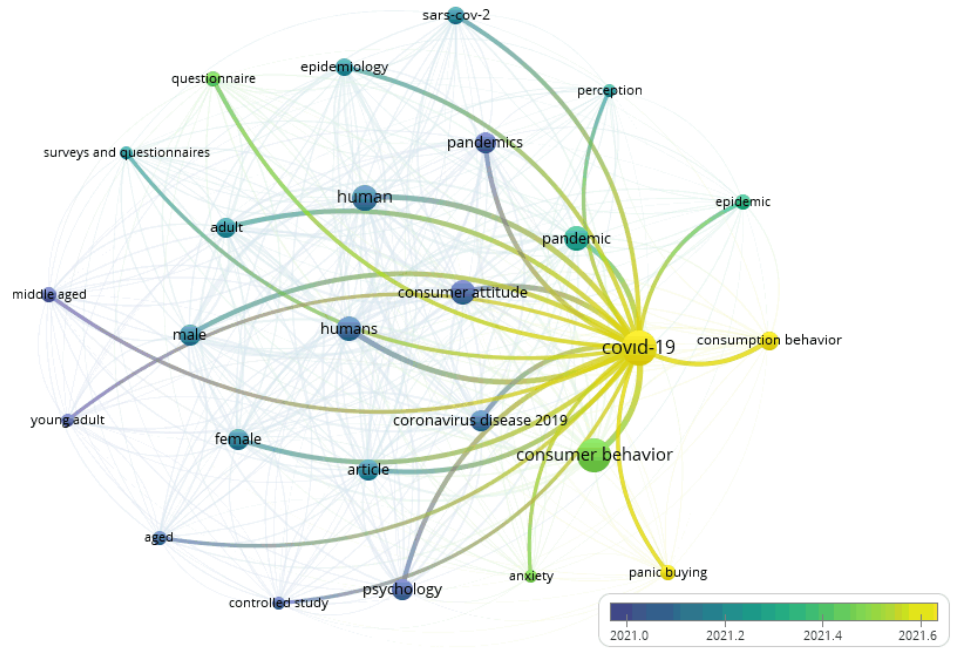 sars-cov-2
epidemiology
questionnaire
perception
pandemics
surveys and questionnaires
human
epidemic
adult
pandemic
consumer attitude
middle aged
humans
male
consumption behavior
covid-19
young adult
coronavirus disease 2019
female
consumer behavior
article
aged
panic buying
anxiety
psychology
controlled study
2021.0 2021.2 2021.4 2021.6